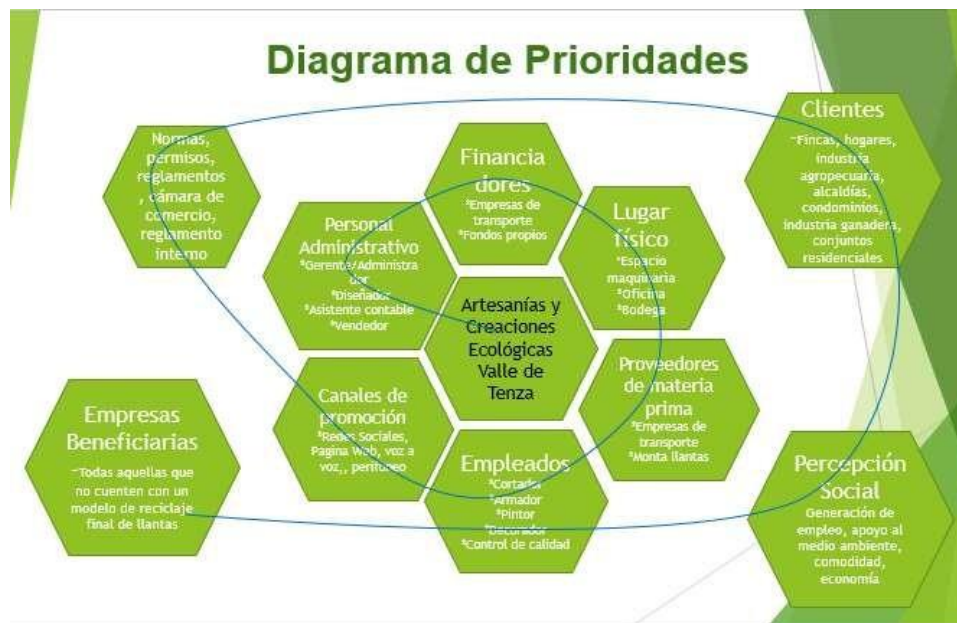 Diagrama de Prioridades
Normas,
permisos,
reglamentos
, cámara de
comercio,
reglamento
interno
Financia
dores
*Empresas de
transporte
*Fondos propios
Clientes
~Fincas, hogares,
industria
agropecuaria,
alcaldías,
condominios,
industria ganadera,
conjuntos
residenciales
Personal
Administrativo
*Gerente/Administra
dor
*Diseñador
*Asistente contable
*Vendedor
Lugar
físico
*Espacio
maquinaria
*Oficina
*Bodega
Artesanías y
Creaciones
Ecológicas
Valle de
Tenza
Canales de
promoción
*Redes Sociales,
Pagina Web, voz a
voz,, perifoneo
Proveedores
de materia
prima
*Empresas de
transporte
*Monta llantas
Empresas
Beneficiarias
~Todas aquellas que
no cuenten con un
modelo de reciclaje
final de llantas
Empleados
*Cortador
*Armador
*Pintor
*Decorador
*Control de calidad
Percepción
Social
Generación de
empleo, apoyo al
medio ambiente,
comodidad,
economía